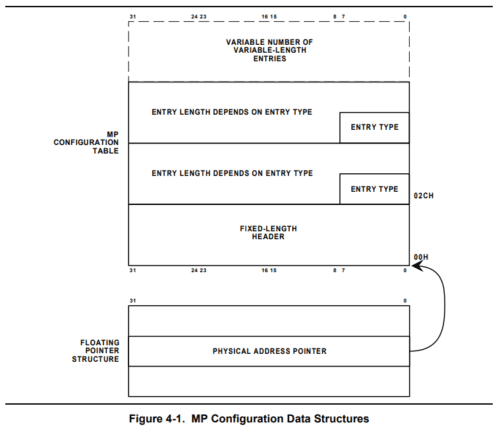 31 24 23 16 15 8 7 0
VARIABLE NUMBER OF
VARIABLE-LENGTH
ENTRIES
ENTRY LENGTH DEPENDS ON ENTRY TYPE
ENTRY TYPE
MP
CONFIGURATION
TABLE
ENTRY LENGTH DEPENDS ON ENTRY TYPE
ENTRY TYPE
02CH
FIXED-LENGTH
HEADER
00H
31 24 23 16 15 8 7 0
31 0
FLOATING
POINTER
STRUCTURE
PHYSICAL ADDRESS POINTER
Figure 4-1. MP Configuration Data Structures